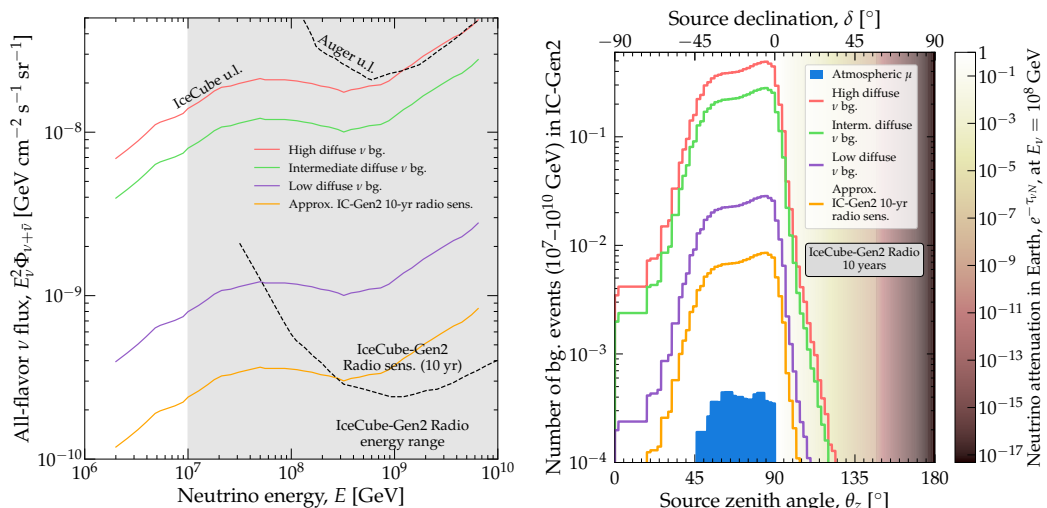 All-flavor ν flux, E²_ν Φ_{ν+ν̄} [GeV cm⁻² s⁻¹ sr⁻¹]
10⁻⁸
10⁻⁹
10⁻¹⁰
IceCube u.l.
Auger u.l.
High diffuse ν bg.
Intermediate diffuse ν bg.
Low diffuse ν bg.
Approx. IC-Gen2 10-yr radio sens.
IceCube-Gen2
Radio sens. (10 yr)
IceCube-Gen2 Radio
energy range
10⁶ 10⁷ 10⁸ 10⁹ 10¹⁰
Neutrino energy, E [GeV]
Source declination, δ [°]
−90 −45 0 45 90
Number of bg. events (10⁷–10¹⁰ GeV) in IC-Gen2
10⁻¹
10⁻²
10⁻³
10⁻⁴
Atmospheric μ
High diffuse
ν bg.
Interm. diffuse
ν bg.
Low diffuse
ν bg.
Approx.
IC-Gen2 10-yr
radio sens.
IceCube-Gen2 Radio
10 years
0 45 90 135 180
Source zenith angle, θ_z [°]
1
10⁻¹
10⁻³
10⁻⁵
10⁻⁷
10⁻⁹
10⁻¹¹
10⁻¹³
10⁻¹⁵
10⁻¹⁷
Neutrino attenuation in Earth, e^{−τ_{νN}}, at E_ν = 10⁸ GeV